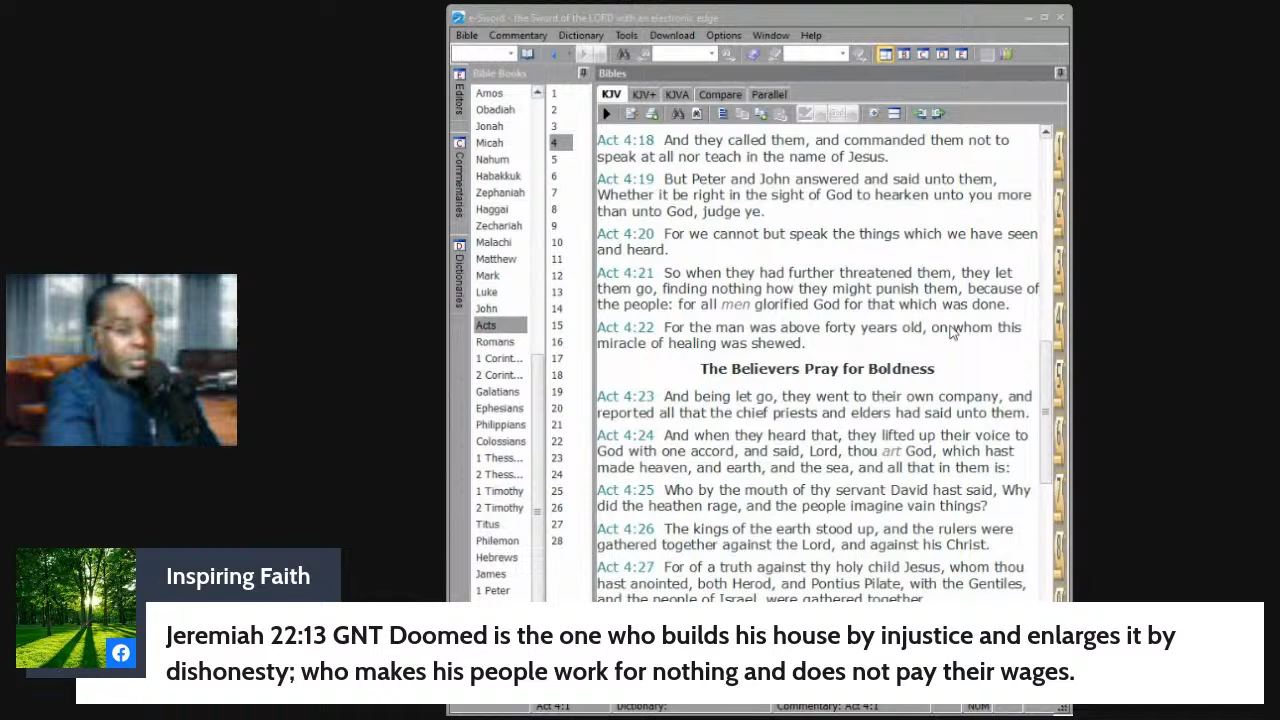 e-Sword - the Sword of the LORD with an electronic edge
Bible Commentary Dictionary Tools Download Options Window Help
Bible Books
Bibles
Editors
Commentaries
Dictionaries
Amos
Obadiah
Jonah
Micah
Nahum
Habakkuk
Zephaniah
Haggai
Zechariah
Malachi
Matthew
Mark
Luke
John
Acts
Romans
1 Corint...
2 Corint...
Galatians
Ephesians
Philippians
Colossians
1 Thess...
2 Thess...
1 Timothy
2 Timothy
Titus
Philemon
Hebrews
James
1 Peter
1
2
3
4
5
6
7
8
9
10
11
12
13
14
15
16
17
18
19
20
21
22
23
24
25
26
27
28
KJV KJV+ KJVA Compare Parallel
Act 4:18 And they called them, and commanded them not to
speak at all nor teach in the name of Jesus.
Act 4:19 But Peter and John answered and said unto them,
Whether it be right in the sight of God to hearken unto you more
than unto God, judge ye.
Act 4:20 For we cannot but speak the things which we have seen
and heard.
Act 4:21 So when they had further threatened them, they let
them go, finding nothing how they might punish them, because of
the people: for all men glorified God for that which was done.
Act 4:22 For the man was above forty years old, on whom this
miracle of healing was shewed.
The Believers Pray for Boldness
Act 4:23 And being let go, they went to their own company, and
reported all that the chief priests and elders had said unto them.
Act 4:24 And when they heard that, they lifted up their voice to
God with one accord, and said, Lord, thou art God, which hast
made heaven, and earth, and the sea, and all that in them is:
Act 4:25 Who by the mouth of thy servant David hast said, Why
did the heathen rage, and the people imagine vain things?
Act 4:26 The kings of the earth stood up, and the rulers were
gathered together against the Lord, and against his Christ.
Act 4:27 For of a truth against thy holy child Jesus, whom thou
hast anointed, both Herod, and Pontius Pilate, with the Gentiles,
and the people of Israel, were gathered together
1
2
3
4
5
6
7
8
Inspiring Faith
Jeremiah 22:13 GNT Doomed is the one who builds his house by injustice and enlarges it by
dishonesty; who makes his people work for nothing and does not pay their wages.
Act 4:1 Dictionary: Commentary: Act 4:1 NUM